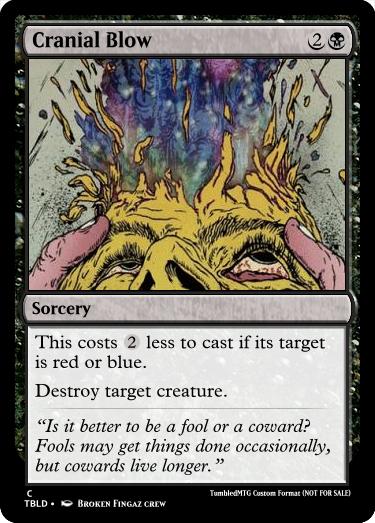 Cranial Blow 2
Sorcery
This costs 2 less to cast if its target
is red or blue.
Destroy target creature.
“Is it better to be a fool or a coward?
Fools may get things done occasionally,
but cowards live longer.”
C
TBLD • Broken Fingaz crew
TumbledMTG Custom Format (NOT FOR SALE)